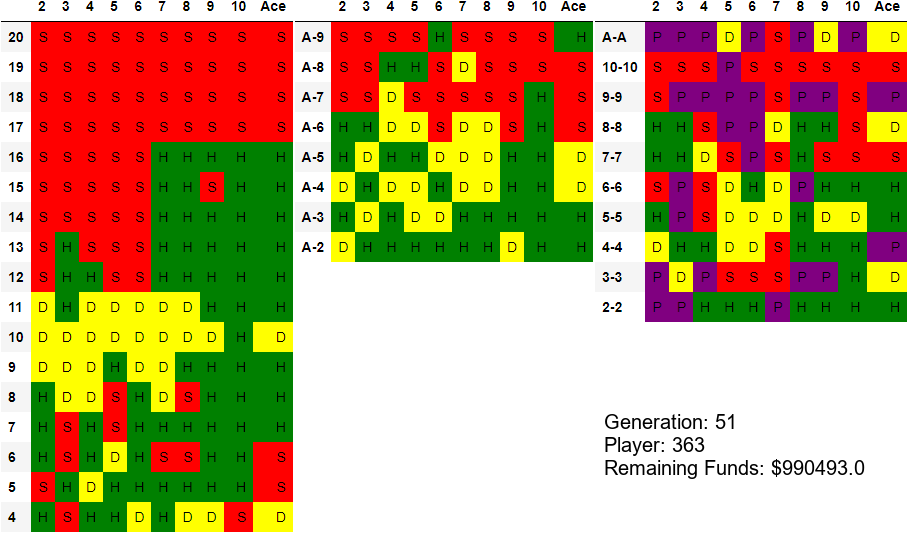 2 3 4 5 6 7 8 9 10 Ace
20 S S S S S S S S S S
19 S S S S S S S S S S
18 S S S S S S S S S S
17 S S S S S S S S S S
16 S S S S S H H H H H
15 S S S S S H H S H H
14 S S S S S H H H H H
13 S H S S S H H H H H
12 S H H S S H H H H H
11 D H D D D D D H H H
10 D D D D D D D D H D
9 D D D H D D H H H H
8 H D D S H D S H H H
7 H S H S H H H H H H
6 H S H D H S S H H S
5 S H D H H H H H H S
4 H S H H D H D D S D
2 3 4 5 6 7 8 9 10 Ace
A-9 S S S S H S S S S H
A-8 S S H H S D S S S S
A-7 S S D S S S S S H S
A-6 H H D D S D D S H S
A-5 H D H H D D D H H D
A-4 D H D D H D D H H D
A-3 H D H D D H H H H H
A-2 D H H H H H H D H H
2 3 4 5 6 7 8 9 10 Ace
A-A P P P D P S P D P D
10-10 S S S P S S S S S S
9-9 S P P P P S P P S P
8-8 H H S P P D H H S D
7-7 H H D S P S H S S S
6-6 S P S D H D P H H H
5-5 H P S D D D H D D H
4-4 D H H D D S H H H P
3-3 P D P S S S P P H D
2-2 P P H H H P H H H H
Generation: 51
Player: 363
Remaining Funds: $990493.0